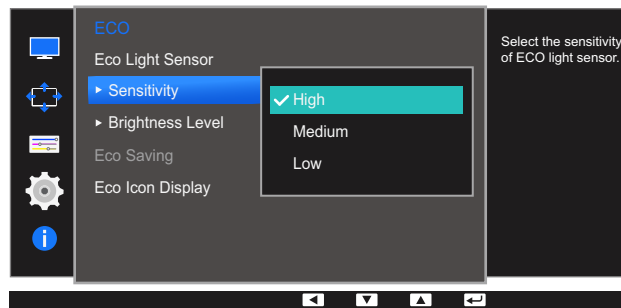 ECO
Eco Light Sensor
▸ Sensitivity
▸ Brightness Level
Eco Saving
Eco Icon Display
High
Medium
Low
Select the sensitivity
of ECO light sensor.